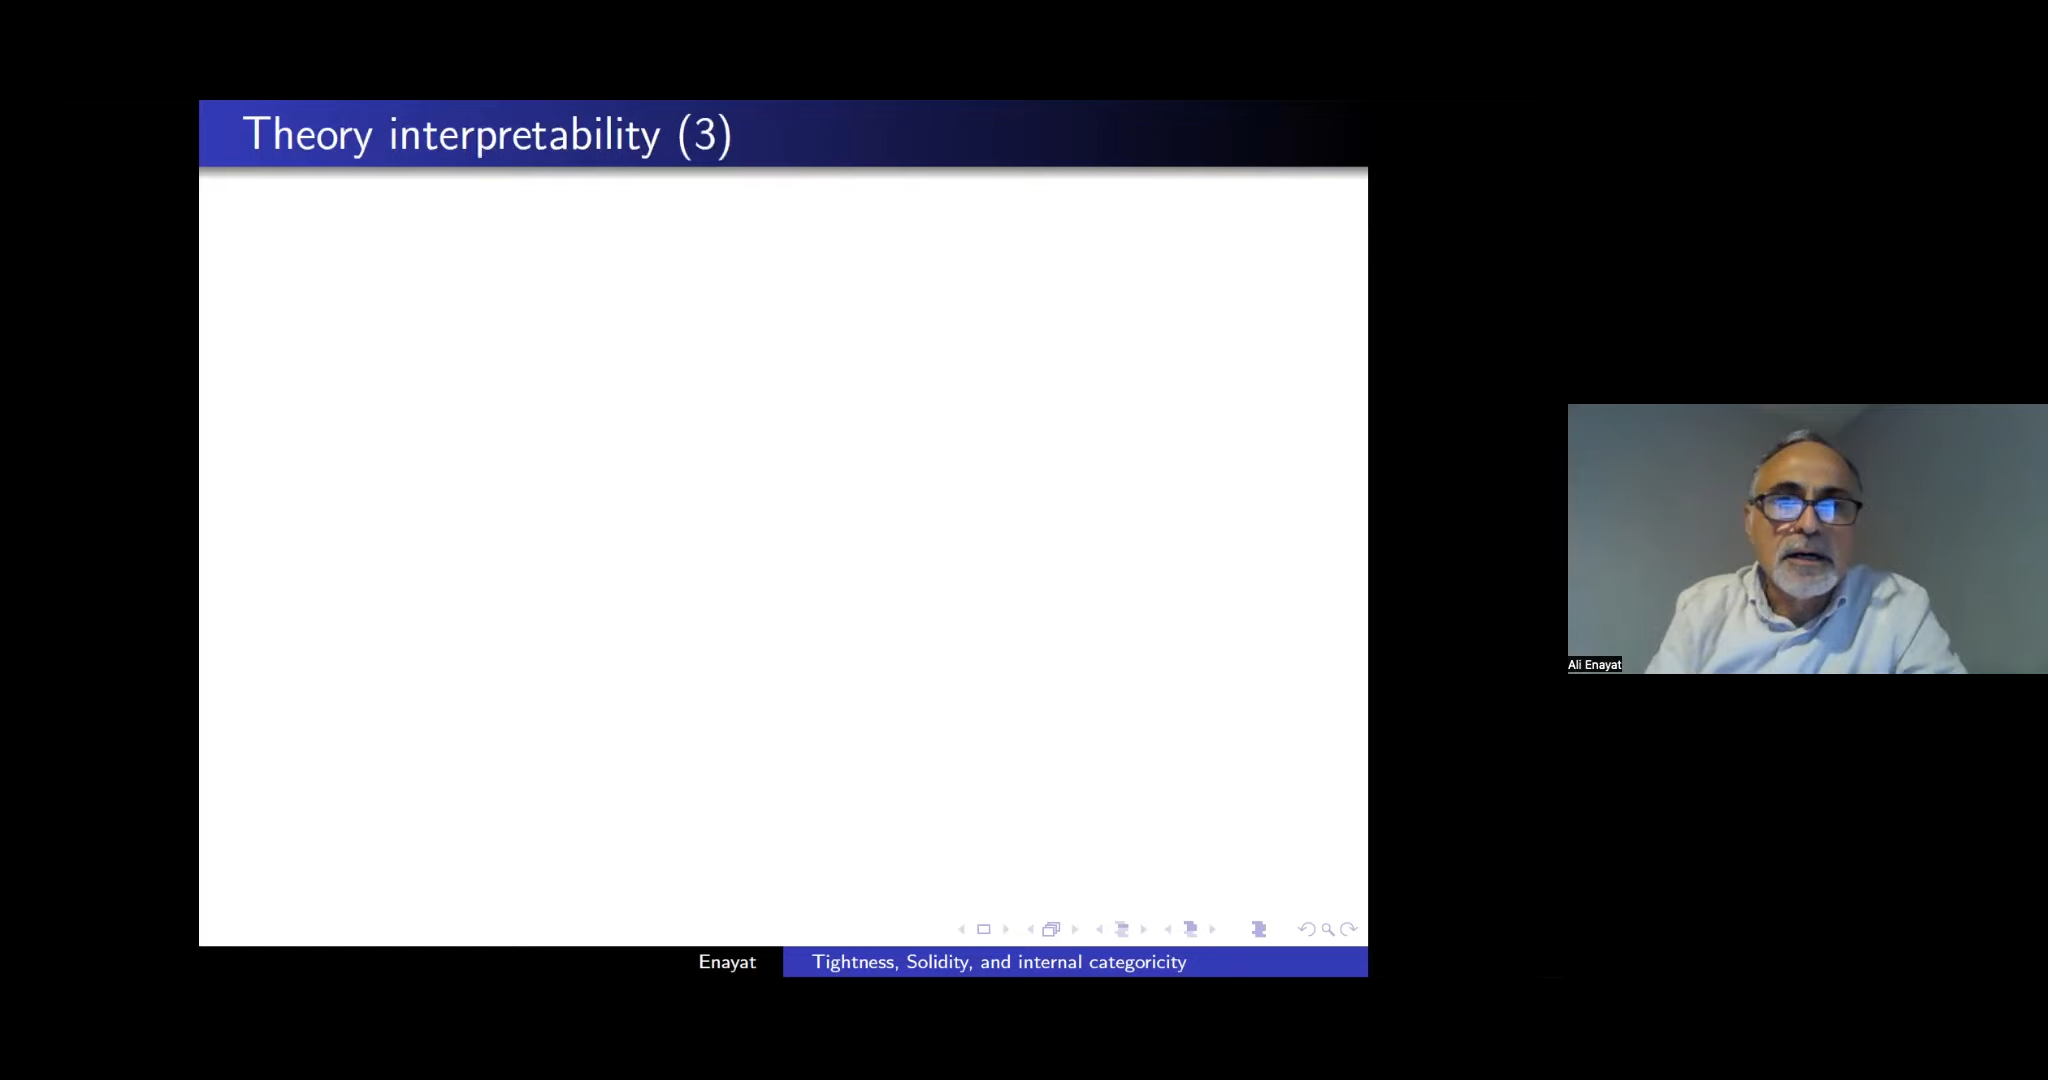 Theory interpretability (3)
Ali Enayat
Enayat
Tightness, Solidity, and internal categoricity